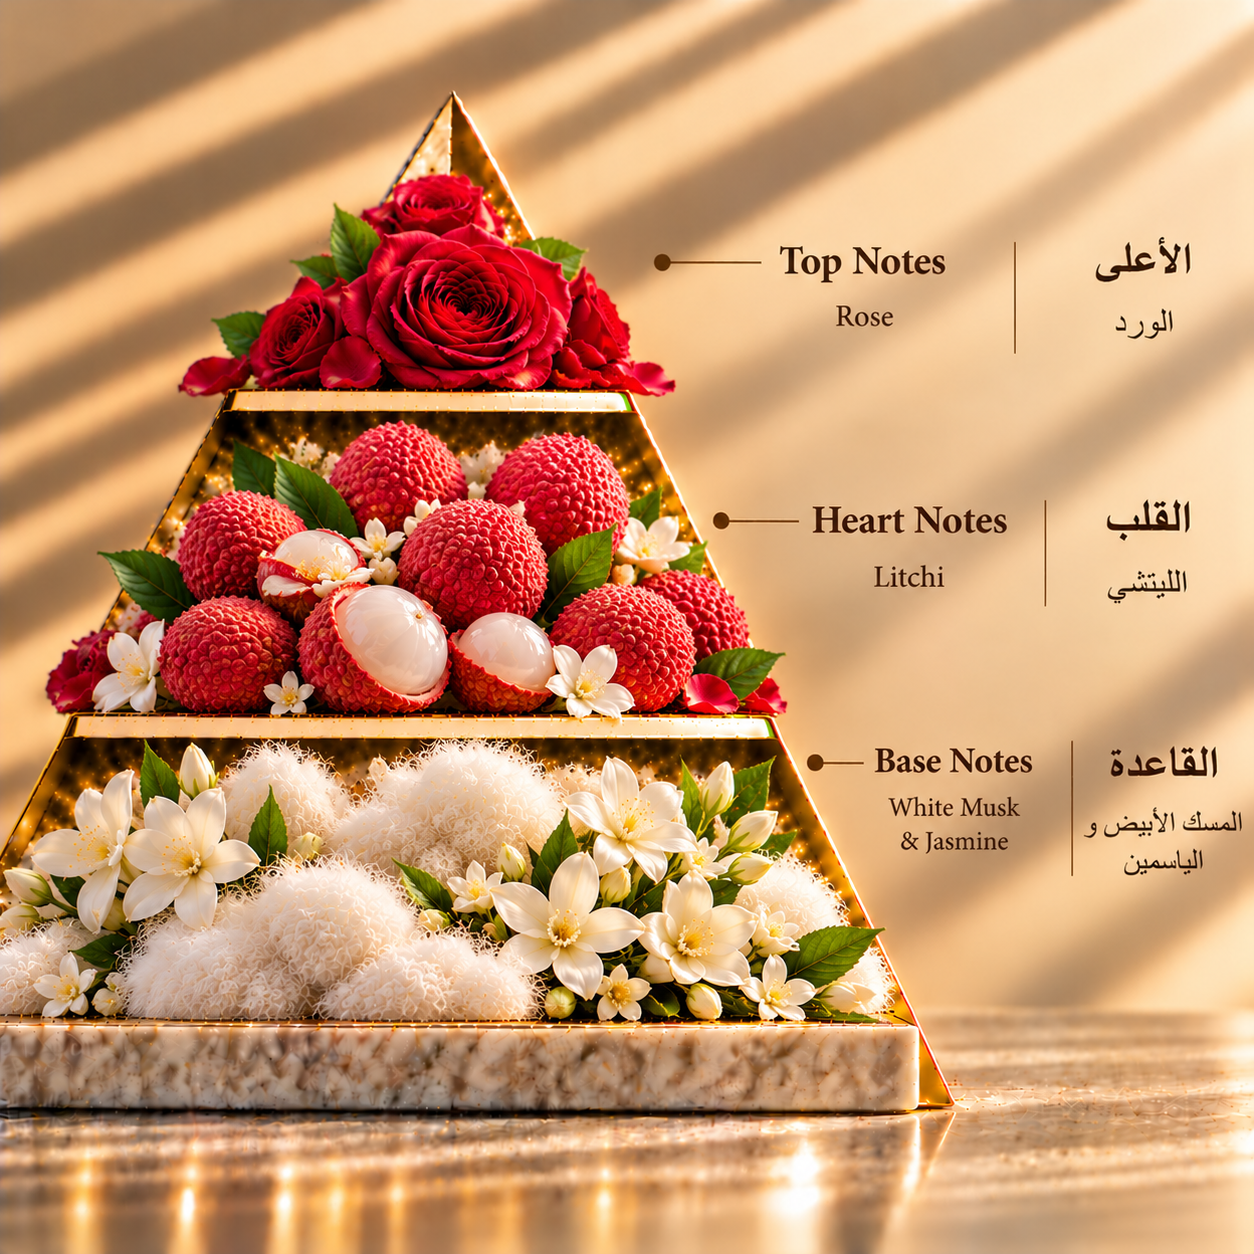 Top Notes
Rose
الأعلى
الورد
Heart Notes
Litchi
القلب
الليتشي
Base Notes
White Musk
& Jasmine
القاعدة
المسك الأبيض و
الياسمين